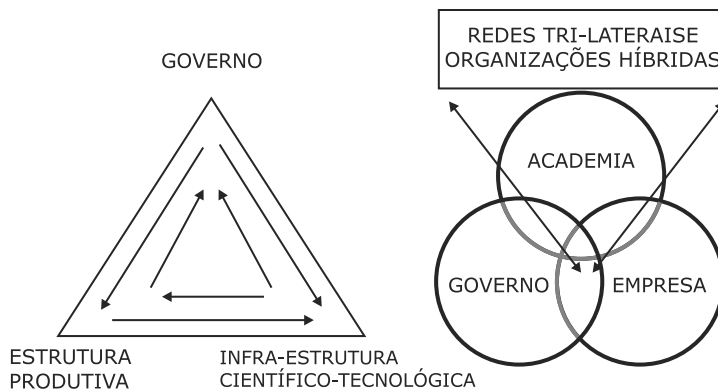 GOVERNO
ESTRUTURA
PRODUTIVA
INFRA-ESTRUTURA
CIENTÍFICO-TECNOLÓGICA
REDES TRI-LATERAISE
ORGANIZAÇÕES HÍBRIDAS
ACADEMIA
GOVERNO
EMPRESA